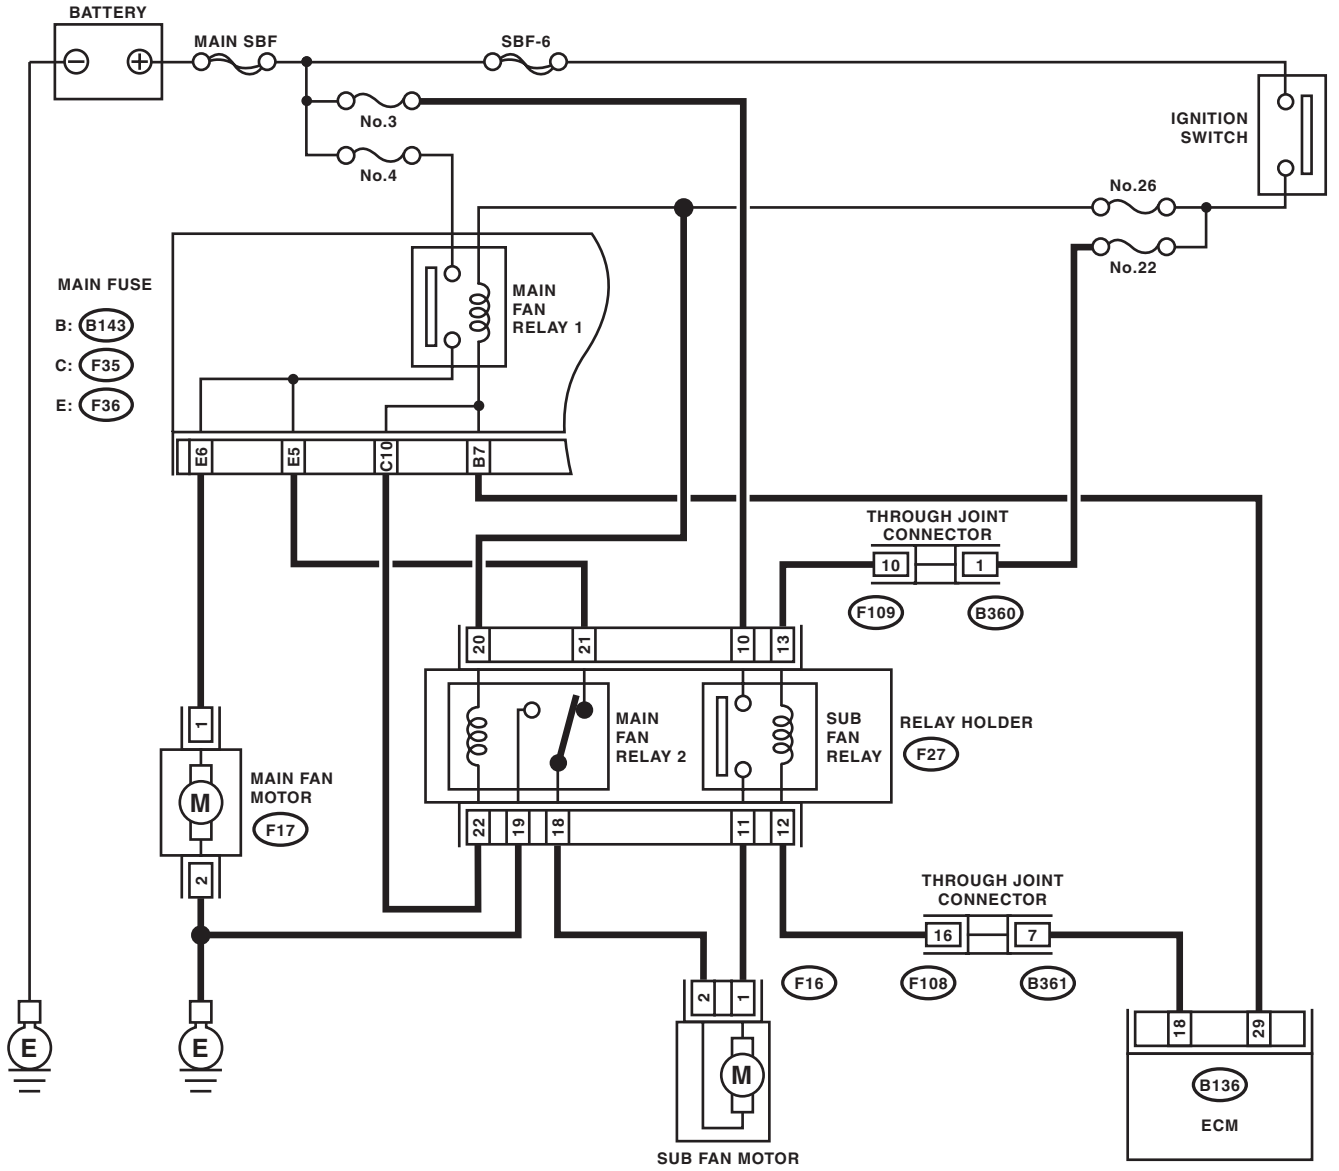 BATTERY
MAIN SBF
SBF-6
No.3
No.4
IGNITION
SWITCH
No.26
No.22
MAIN FUSE
B: B143
C: F35
E: F36
MAIN
FAN
RELAY 1
E6
E5
C10
B7
THROUGH JOINT
CONNECTOR
10
1
F109
B360
20
21
10
13
MAIN
FAN
RELAY 2
SUB
FAN
RELAY
RELAY HOLDER
F27
22
19
18
11
12
1
MAIN FAN
MOTOR
M
F17
2
THROUGH JOINT
CONNECTOR
16
7
F16
F108
B361
2
1
M
SUB FAN MOTOR
18
29
B136
ECM
E
E